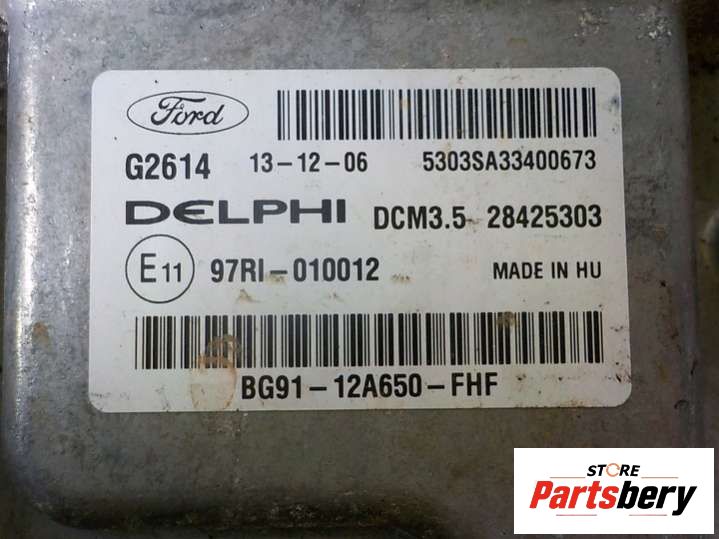 Ford
G2614 13-12-06 5303SA33400673
DELPHI DCM3.5 28425303
E11 97RI-010012 MADE IN HU
BG91-12A650-FHF
STORE
Partsbery